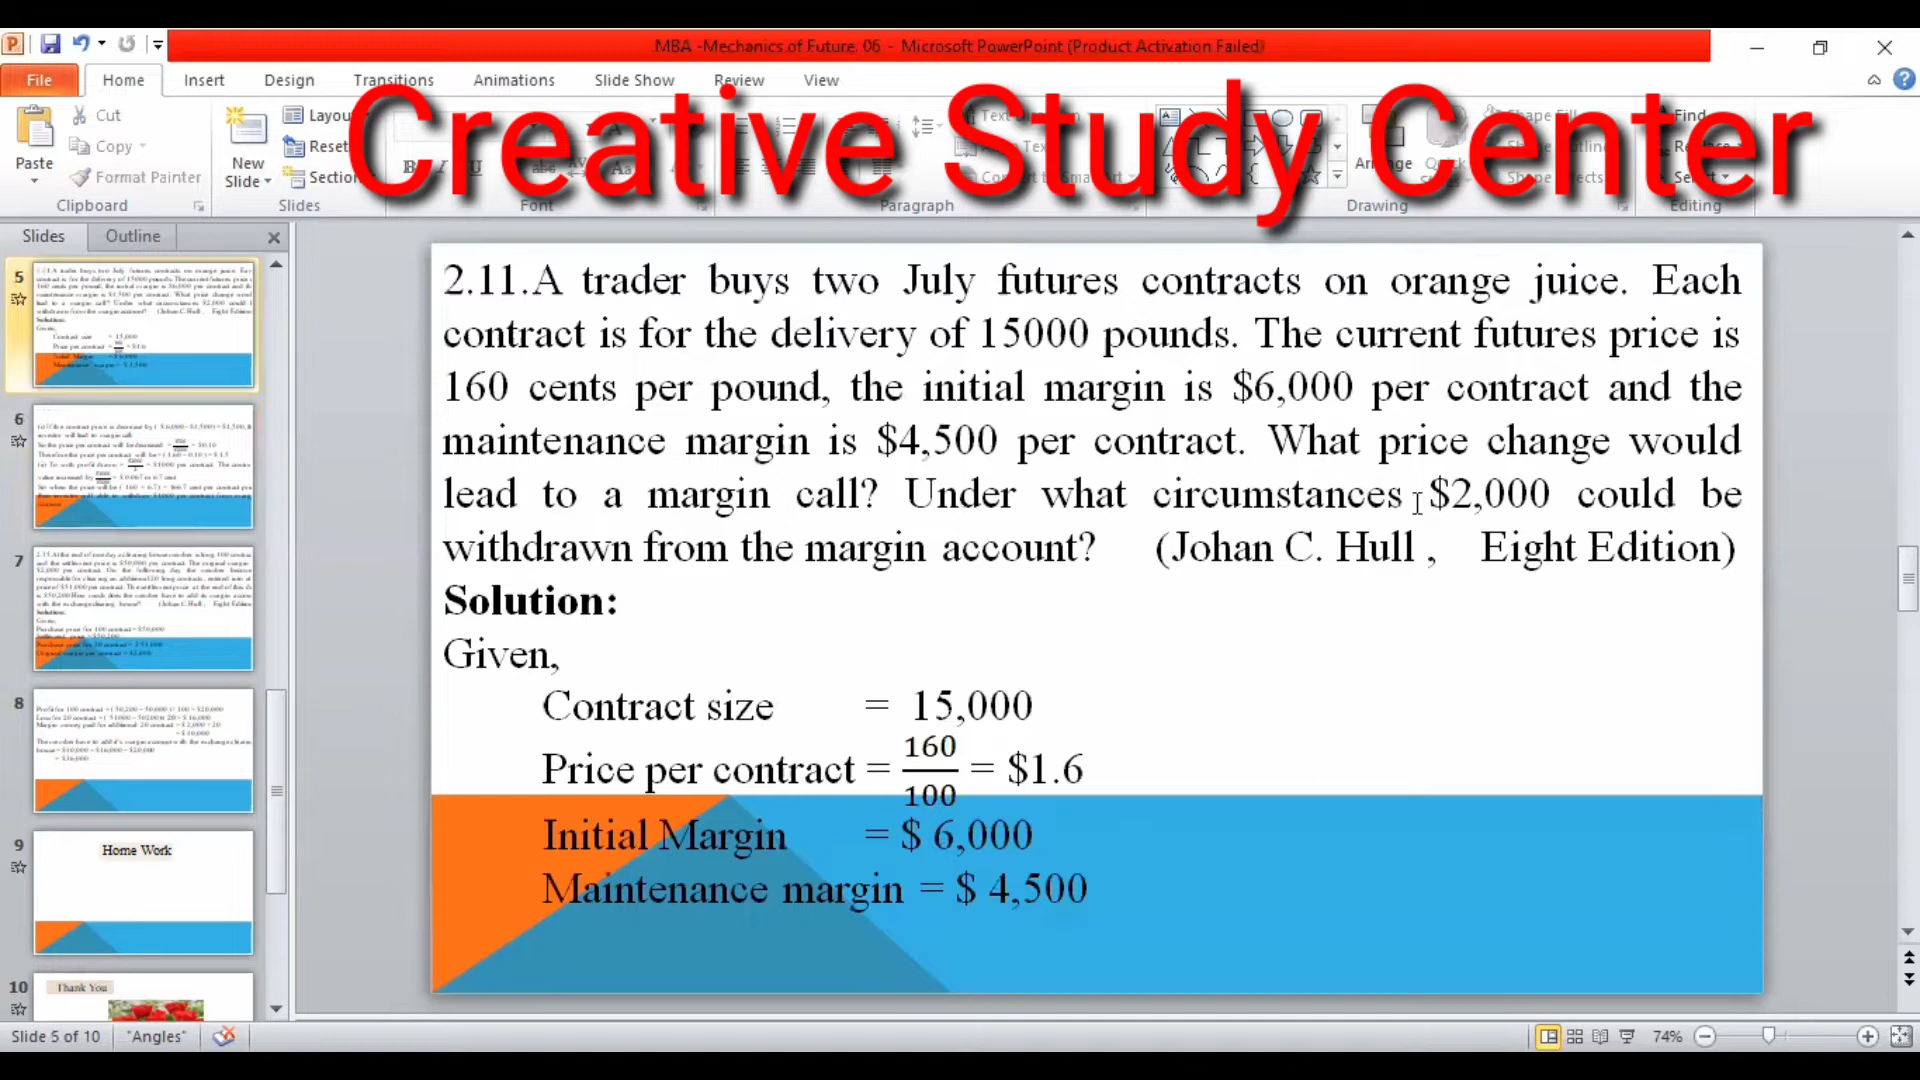 .MBA -Mechanics of Future. 06 - Microsoft PowerPoint (Product Activation Failed)
File Home Insert Design Transitions Animations Slide Show Review View
Creative Study Center
Cut
Copy
Format Painter
Paste
New
Slide
Reset
Clipboard Slides Font Paragraph Drawing Editing
Slides Outline
2.11.A trader buys two July futures contracts on orange juice. Each
contract is for the delivery of 15000 pounds. The current futures price is
160 cents per pound, the initial margin is $6,000 per contract and the
maintenance margin is $4,500 per contract. What price change would
lead to a margin call? Under what circumstances $2,000 could be
withdrawn from the margin account? (Johan C. Hull , Eight Edition)
Solution:
Given,
Contract size = 15,000
Price per contract = 160/100 = $1.6
Initial Margin = $ 6,000
Maintenance margin = $ 4,500
5
6
7
8
9
Home Work
10
Thank You
Slide 5 of 10 "Angles" 74%